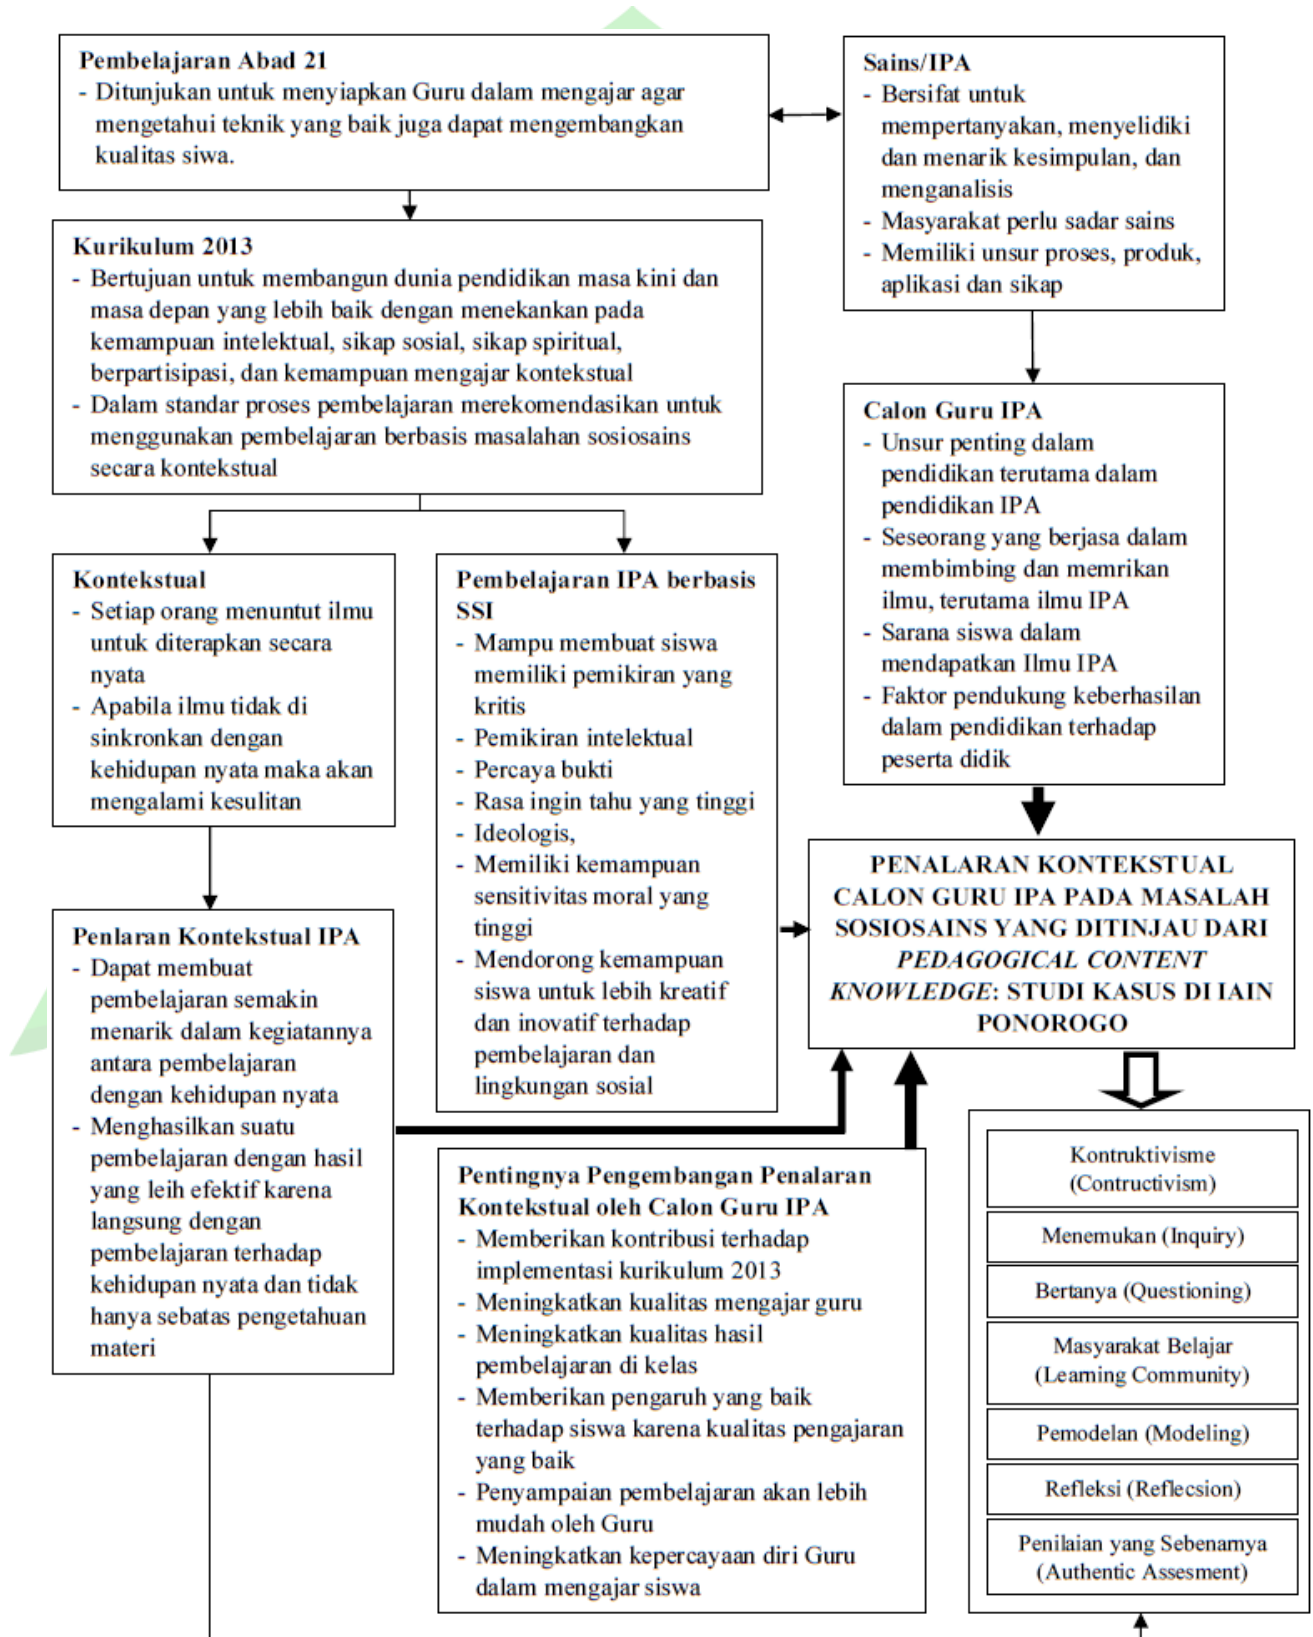 Pembelajaran Abad 21
- Ditunjukan untuk menyiapkan Guru dalam mengajar agar
mengetahui teknik yang baik juga dapat mengembangkan
kualitas siwa.
Sains/IPA
- Bersifat untuk
mempertanyakan, menyelidiki
dan menarik kesimpulan, dan
menganalisis
- Masyarakat perlu sadar sains
- Memiliki unsur proses, produk,
aplikasi dan sikap
Kurikulum 2013
- Bertujuan untuk membangun dunia pendidikan masa kini dan
masa depan yang lebih baik dengan menekankan pada
kemampuan intelektual, sikap sosial, sikap spiritual,
berpartisipasi, dan kemampuan mengajar kontekstual
- Dalam standar proses pembelajaran merekomendasikan untuk
menggunakan pembelajaran berbasis masalahan sosiosains
secara kontekstual
Calon Guru IPA
- Unsur penting dalam
pendidikan terutama dalam
pendidikan IPA
- Seseorang yang berjasa dalam
membimbing dan memrikan
ilmu, terutama ilmu IPA
- Sarana siswa dalam
mendapatkan Ilmu IPA
- Faktor pendukung keberhasilan
dalam pendidikan terhadap
peserta didik
Kontekstual
- Setiap orang menuntut ilmu
untuk diterapkan secara
nyata
- Apabila ilmu tidak di
sinkronkan dengan
kehidupan nyata maka akan
mengalami kesulitan
Pembelajaran IPA berbasis
SSI
- Mampu membuat siswa
memiliki pemikiran yang
kritis
- Pemikiran intelektual
- Percaya bukti
- Rasa ingin tahu yang tinggi
- Ideologis,
- Memiliki kemampuan
sensitivitas moral yang
tinggi
- Mendorong kemampuan
siswa untuk lebih kreatif
dan inovatif terhadap
pembelajaran dan
lingkungan sosial
PENALARAN KONTEKSTUAL
CALON GURU IPA PADA MASALAH
SOSIOSAINS YANG DITINJAU DARI
PEDAGOGICAL CONTENT
KNOWLEDGE: STUDI KASUS DI IAIN
PONOROGO
Penlaran Kontekstual IPA
- Dapat membuat
pembelajaran semakin
menarik dalam kegiatannya
antara pembelajaran
dengan kehidupan nyata
- Menghasilkan suatu
pembelajaran dengan hasil
yang leih efektif karena
langsung dengan
pembelajaran terhadap
kehidupan nyata dan tidak
hanya sebatas pengetahuan
materi
Pentingnya Pengembangan Penalaran
Kontekstual oleh Calon Guru IPA
- Memberikan kontribusi terhadap
implementasi kurikulum 2013
- Meningkatkan kualitas mengajar guru
- Meningkatkan kualitas hasil
pembelajaran di kelas
- Memberikan pengaruh yang baik
terhadap siswa karena kualitas pengajaran
yang baik
- Penyampaian pembelajaran akan lebih
mudah oleh Guru
- Meningkatkan kepercayaan diri Guru
dalam mengajar siswa
Kontruktivisme
(Contructivism)
Menemukan (Inquiry)
Bertanya (Questioning)
Masyarakat Belajar
(Learning Community)
Pemodelan (Modeling)
Refleksi (Reflecsion)
Penilaian yang Sebenarnya
(Authentic Assesment)